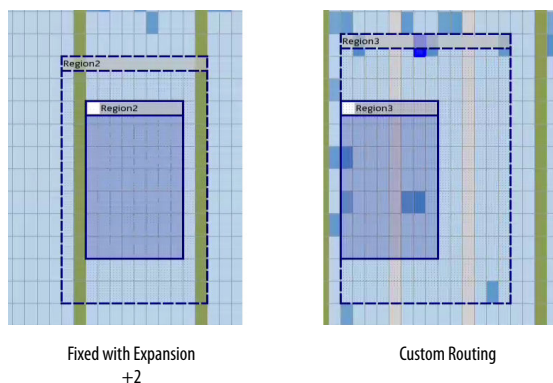 Region2
Region2
Fixed with Expansion
+2
Region3
Region3
Custom Routing